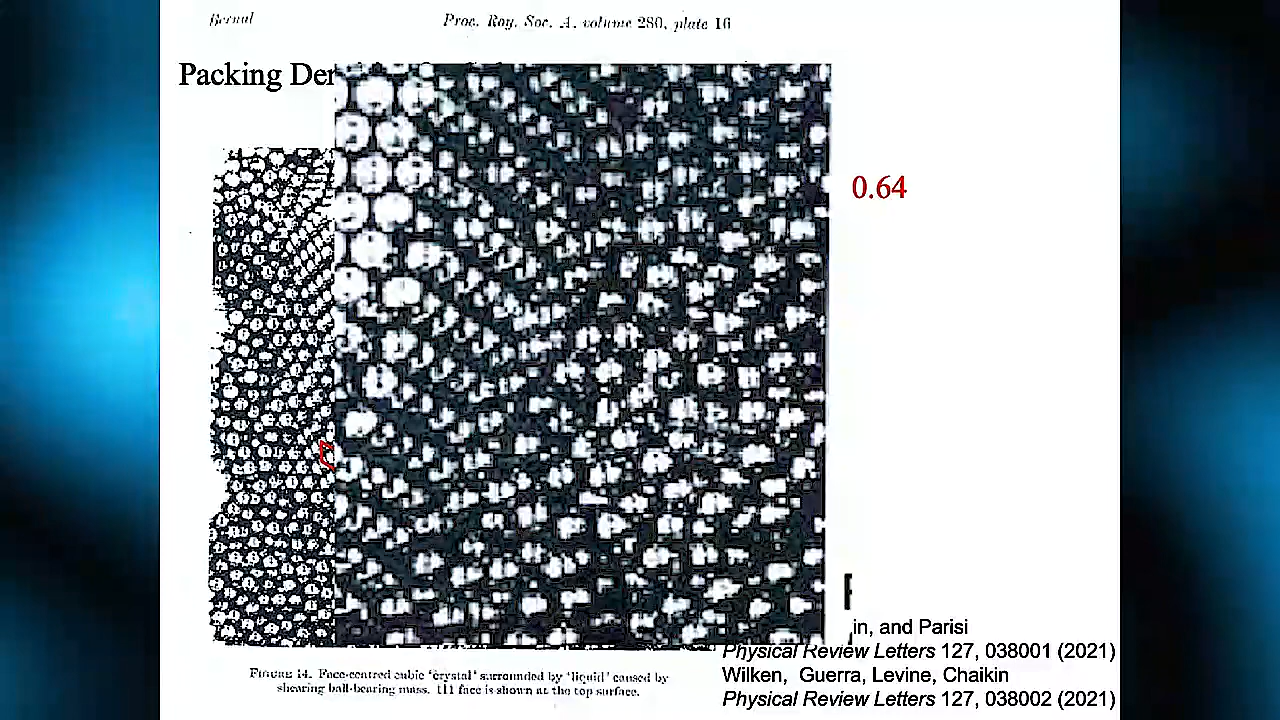 Bernal
Proc. Roy. Soc. A. volume 280, plate 16
Packing
0.64
in, and Parisi
Physical Review Letters 127, 038001 (2021)
Wilken, Guerra, Levine, Chaikin
Physical Review Letters 127, 038002 (2021)
FIGURE 14. Face-centred cubic 'crystal' surrounded by 'liquid' caused by
shearing ball-bearing mass. 111 face is shown at the top surface.